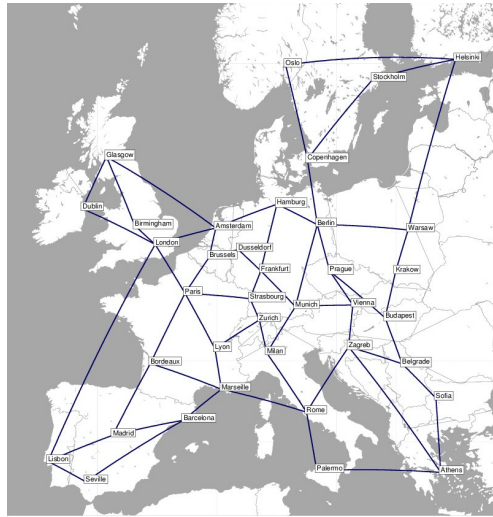 Oslo
Helsinki
Stockholm
Copenhagen
Glasgow
Dublin
Birmingham
London
Hamburg
Amsterdam
Berlin
Warsaw
Brussels
Dusseldorf
Frankfurt
Prague
Krakow
Paris
Strasbourg
Munich
Vienna
Budapest
Zurich
Lyon
Milan
Zagreb
Bordeaux
Belgrade
Marseille
Sofia
Barcelona
Rome
Madrid
Lisbon
Seville
Palermo
Athens